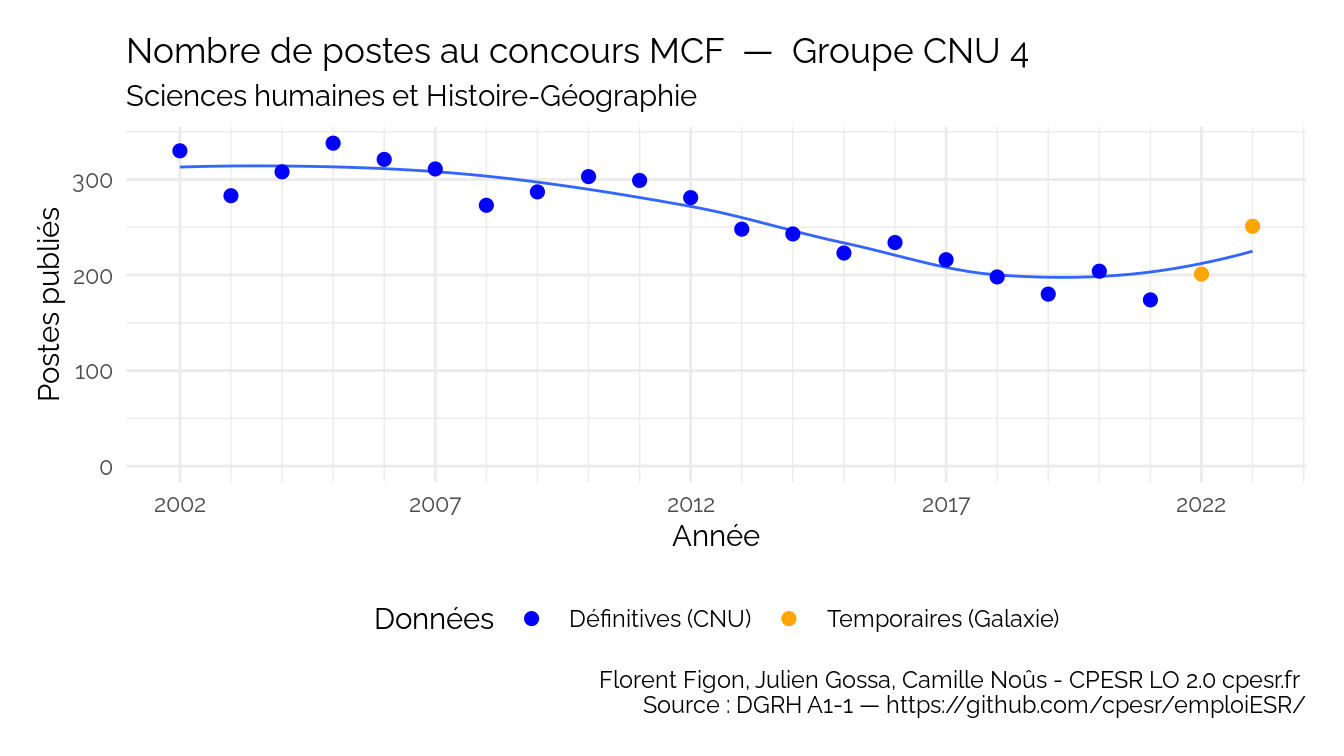 Nombre de postes au concours MCF  —  Groupe CNU 4
Sciences humaines et Histoire-Géographie
Postes publiés
300
200
100
0
2002
2007
2012
2017
2022
Année
Données
Définitives (CNU)
Temporaires (Galaxie)
Florent Figon, Julien Gossa, Camille Noûs - CPESR LO 2.0 cpesr.fr
Source : DGRH A1-1 — https://github.com/cpesr/emploiESR/